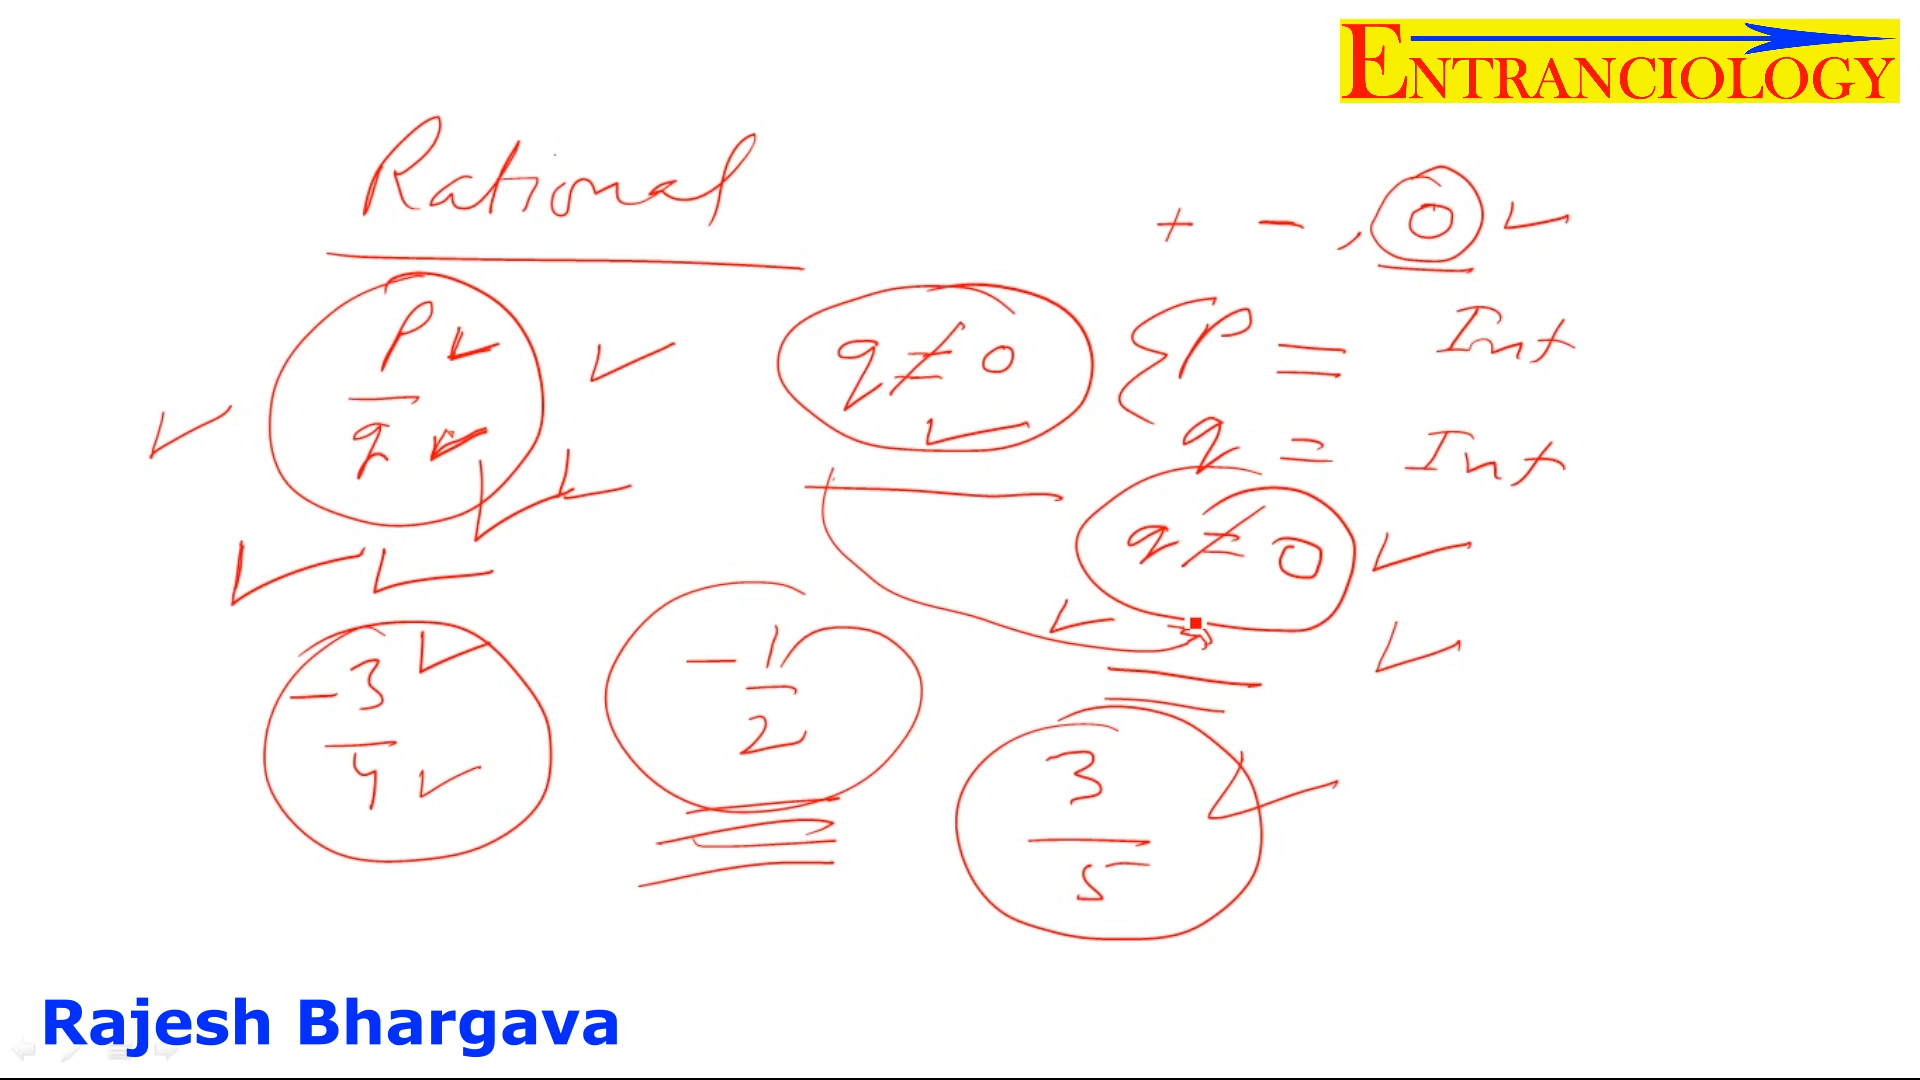 ENTRANCIOLOGY
Rational
+ - , 0
p/q
q ≠ 0
{ p = Int
q = Int
q ≠ 0
-3/4
-1/2
3/5
Rajesh Bhargava